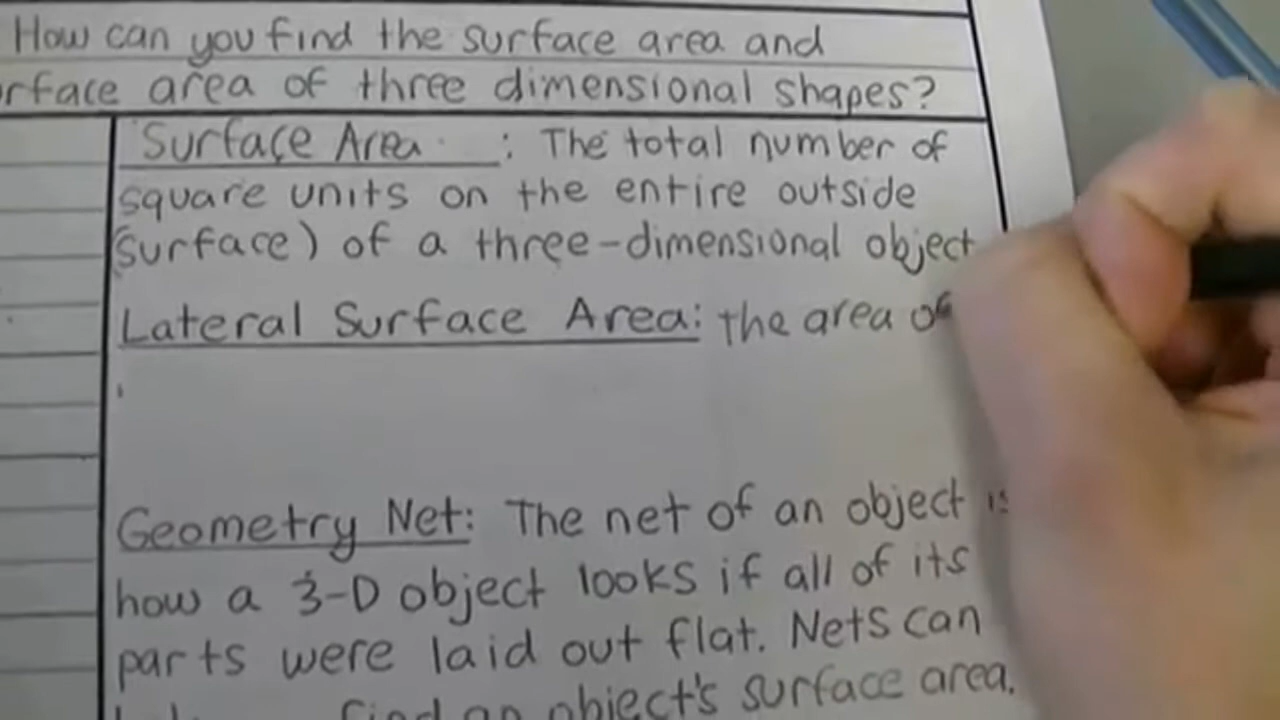 How can you find the surface area and
rface area of three dimensional shapes?
Surface Area : The total number of
square units on the entire outside
(surface) of a three-dimensional object
Lateral Surface Area: the area of
Geometry Net: The net of an object is
how a 3-D object looks if all of its
parts were laid out flat. Nets can
find an object's surface area.